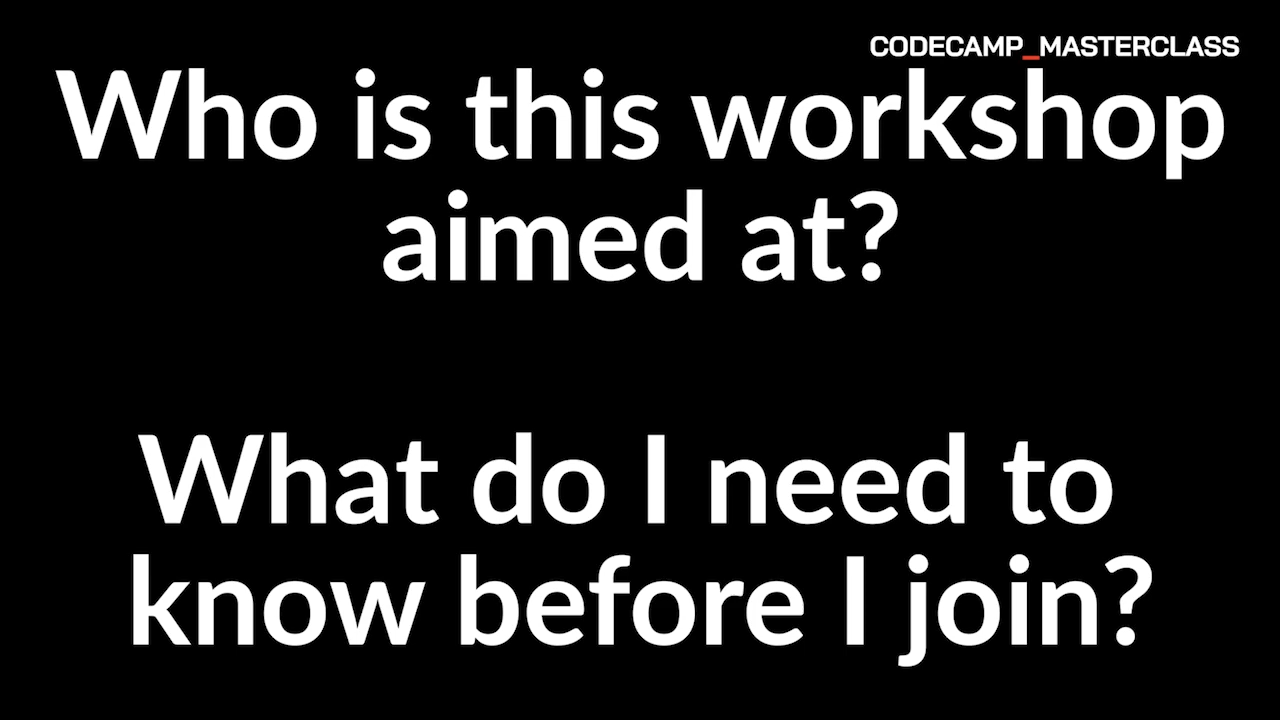 CODECAMP_MASTERCLASS
Who is this workshop
aimed at?
What do I need to
know before I join?